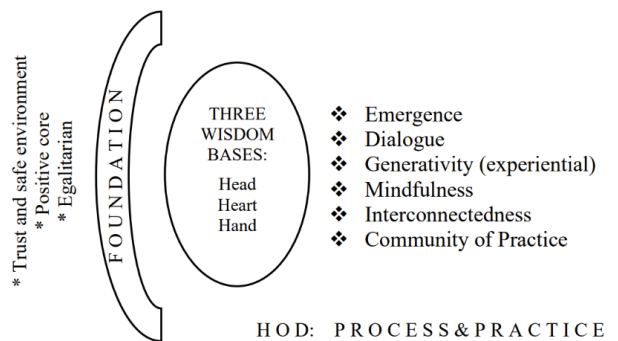 * Trust and safe environment
* Positive core
* Egalitarian
FOUNDATION
THREE
WISDOM
BASES:
Head
Heart
Hand
❖ Emergence
❖ Dialogue
❖ Generativity (experiential)
❖ Mindfulness
❖ Interconnectedness
❖ Community of Practice
HOD: PROCESS&PRACTICE